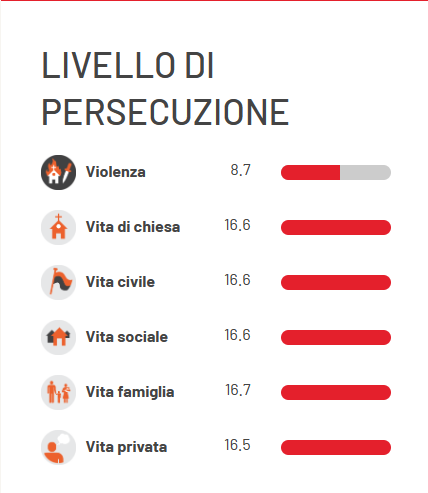 LIVELLO DI
PERSECUZIONE
Violenza 8.7
Vita di chiesa 16.6
Vita civile 16.6
Vita sociale 16.6
Vita famiglia 16.7
Vita privata 16.5